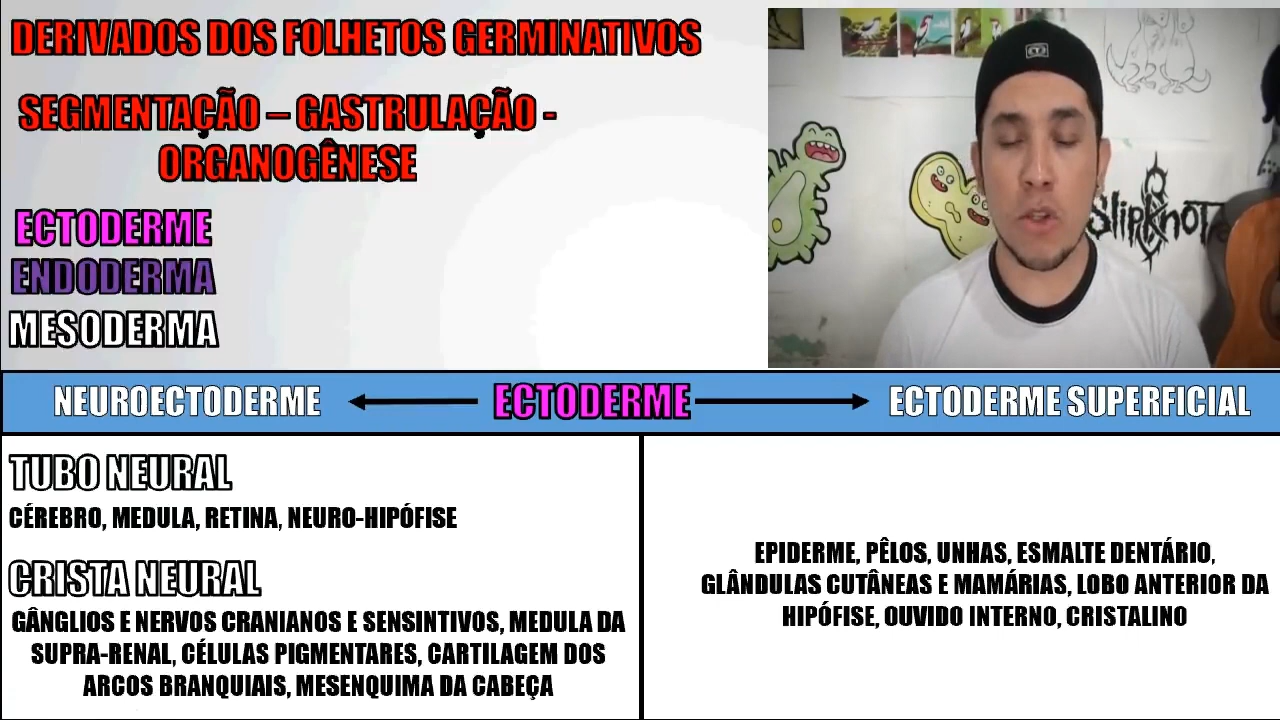 DERIVADOS DOS FOLHETOS GERMINATIVOS
SEGMENTAÇÃO – GASTRULAÇÃO -
ORGANOGÊNESE
ECTODERME
ENDODERMA
MESODERMA
SlipKnoT
NEUROECTODERME
ECTODERME
ECTODERME SUPERFICIAL
TUBO NEURAL
CÉREBRO, MEDULA, RETINA, NEURO-HIPÓFISE
CRISTA NEURAL
GÂNGLIOS E NERVOS CRANIANOS E SENSINTIVOS, MEDULA DA
SUPRA-RENAL, CÉLULAS PIGMENTARES, CARTILAGEM DOS
ARCOS BRANQUIAIS, MESENQUIMA DA CABEÇA
EPIDERME, PÊLOS, UNHAS, ESMALTE DENTÁRIO,
GLÂNDULAS CUTÂNEAS E MAMÁRIAS, LOBO ANTERIOR DA
HIPÓFISE, OUVIDO INTERNO, CRISTALINO